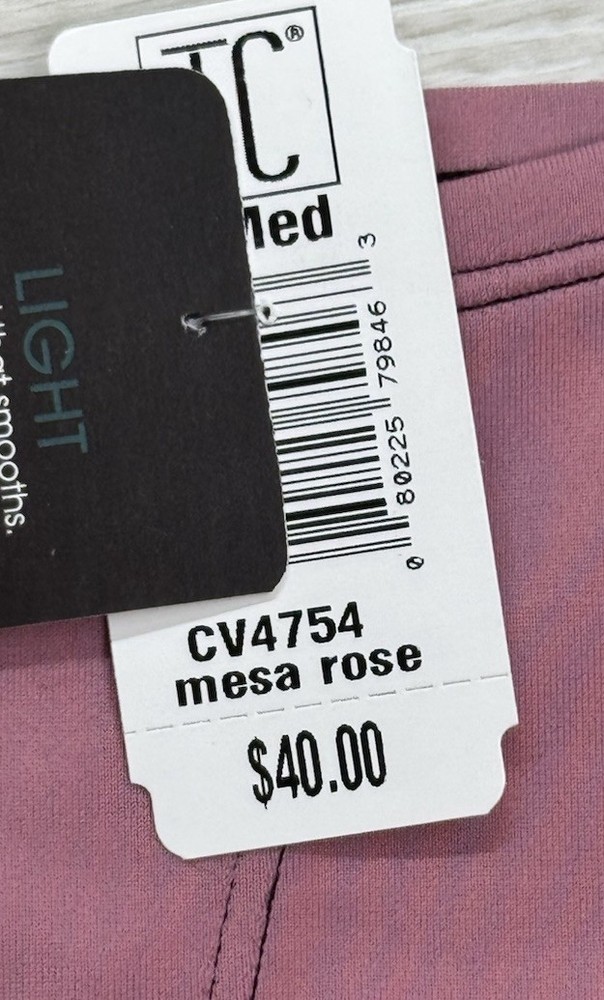 TC®
Med
0 80225 79846 3
CV4754
mesa rose
$40.00
LIGHT
that smooths.